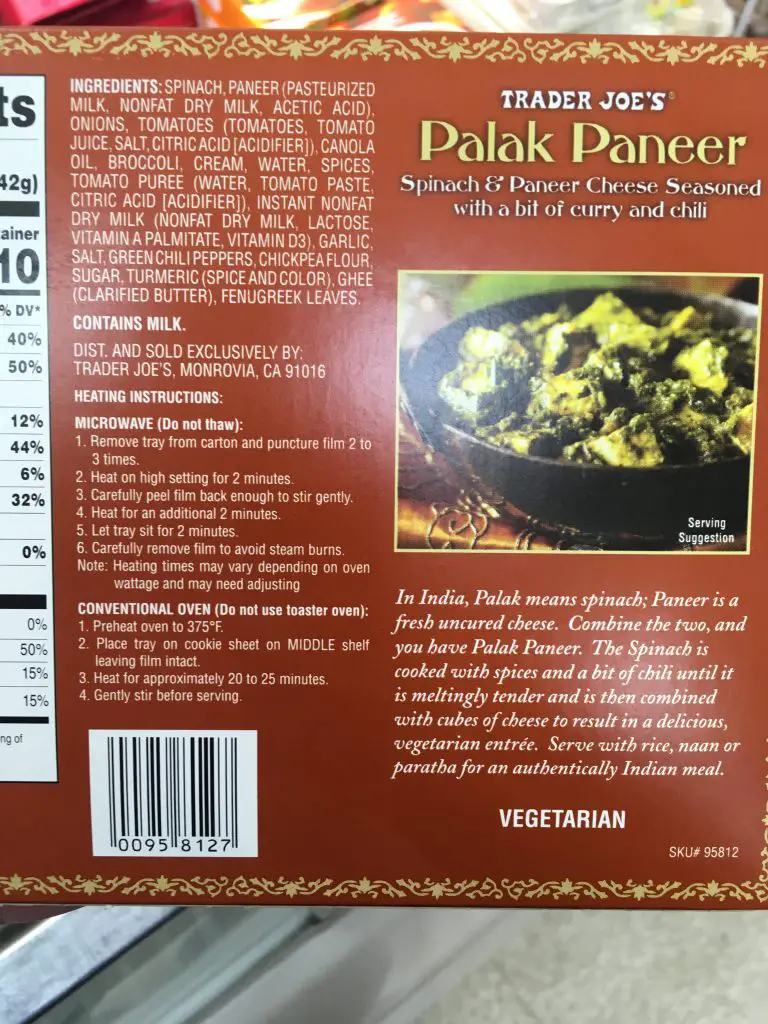 ts
42g)
ainer
10
% DV*
40%
50%
12%
44%
6%
32%
0%
0%
50%
15%
15%
ng of
INGREDIENTS: SPINACH, PANEER (PASTEURIZED
MILK, NONFAT DRY MILK, ACETIC ACID),
ONIONS, TOMATOES (TOMATOES, TOMATO
JUICE, SALT, CITRIC ACID [ACIDIFIER]), CANOLA
OIL, BROCCOLI, CREAM, WATER, SPICES,
TOMATO PUREE (WATER, TOMATO PASTE,
CITRIC ACID [ACIDIFIER]), INSTANT NONFAT
DRY MILK (NONFAT DRY MILK, LACTOSE,
VITAMIN A PALMITATE, VITAMIN D3), GARLIC,
SALT, GREEN CHILI PEPPERS, CHICKPEA FLOUR,
SUGAR, TURMERIC (SPICE AND COLOR), GHEE
(CLARIFIED BUTTER), FENUGREEK LEAVES.
CONTAINS MILK.
DIST. AND SOLD EXCLUSIVELY BY:
TRADER JOE'S, MONROVIA, CA 91016
HEATING INSTRUCTIONS:
MICROWAVE (Do not thaw):
1. Remove tray from carton and puncture film 2 to
3 times.
2. Heat on high setting for 2 minutes.
3. Carefully peel film back enough to stir gently.
4. Heat for an additional 2 minutes.
5. Let tray sit for 2 minutes.
6. Carefully remove film to avoid steam burns.
Note: Heating times may vary depending on oven
wattage and may need adjusting
CONVENTIONAL OVEN (Do not use toaster oven):
1. Preheat oven to 375°F.
2. Place tray on cookie sheet on MIDDLE shelf
leaving film intact.
3. Heat for approximately 20 to 25 minutes.
4. Gently stir before serving.
0095 8127
TRADER JOE'S®
Palak Paneer
Spinach & Paneer Cheese Seasoned
with a bit of curry and chili
Serving
Suggestion
In India, Palak means spinach; Paneer is a
fresh uncured cheese. Combine the two, and
you have Palak Paneer. The Spinach is
cooked with spices and a bit of chili until it
is meltingly tender and is then combined
with cubes of cheese to result in a delicious,
vegetarian entrée. Serve with rice, naan or
paratha for an authentically Indian meal.
VEGETARIAN
SKU# 95812